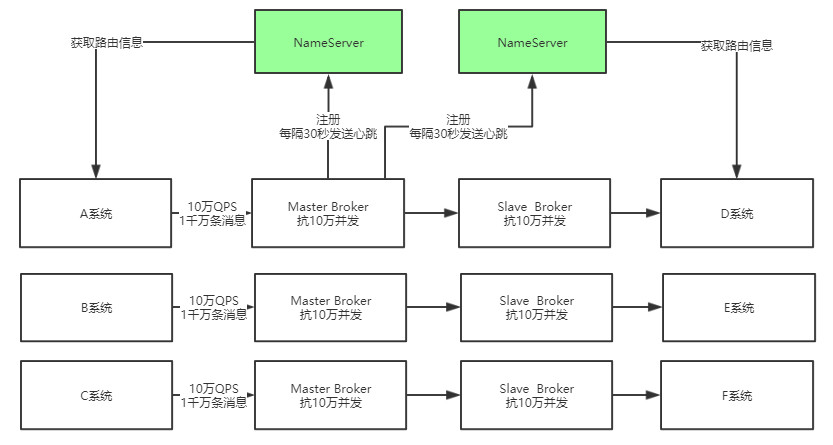 NameServer
NameServer
获取路由信息
获取路由信息
注册
每隔30秒发送心跳
注册
每隔30秒发送心跳
A系统
10万QPS
1千万条消息
Master Broker
抗10万并发
Slave Broker
抗10万并发
D系统
B系统
10万QPS
1千万条消息
Master Broker
抗10万并发
Slave Broker
抗10万并发
E系统
C系统
10万QPS
1千万条消息
Master Broker
抗10万并发
Slave Broker
抗10万并发
F系统